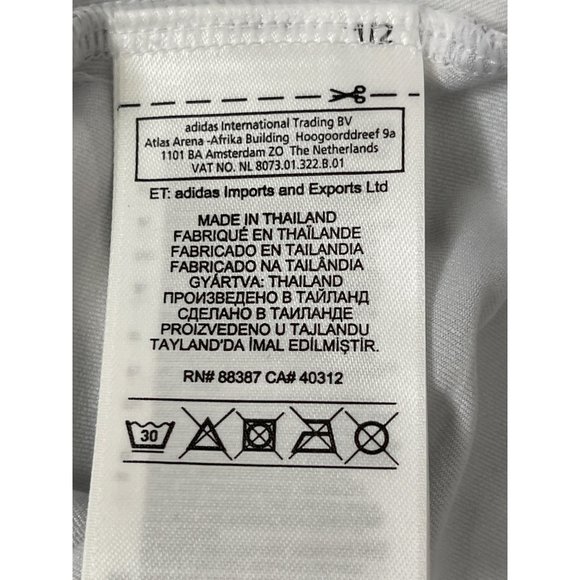 1/2
adidas International Trading BV
Atlas Arena -Afrika Building Hoogoorddreef 9a
1101 BA Amsterdam ZO The Netherlands
VAT NO. NL 8073.01.322.B.01
ET: adidas Imports and Exports Ltd
MADE IN THAILAND
FABRIQUÉ EN THAÏLANDE
FABRICADO EN TAILANDIA
FABRICADO NA TAILÂNDIA
GYÁRTVA: THAILAND
ПРОИЗВЕДЕНО В ТАЙЛАНД
СДЕЛАНО В ТАИЛАНДЕ
PROIZVEDENO U TAJLANDU
TAYLAND'DA İMAL EDİLMİŞTİR.
RN# 88387 CA# 40312
30